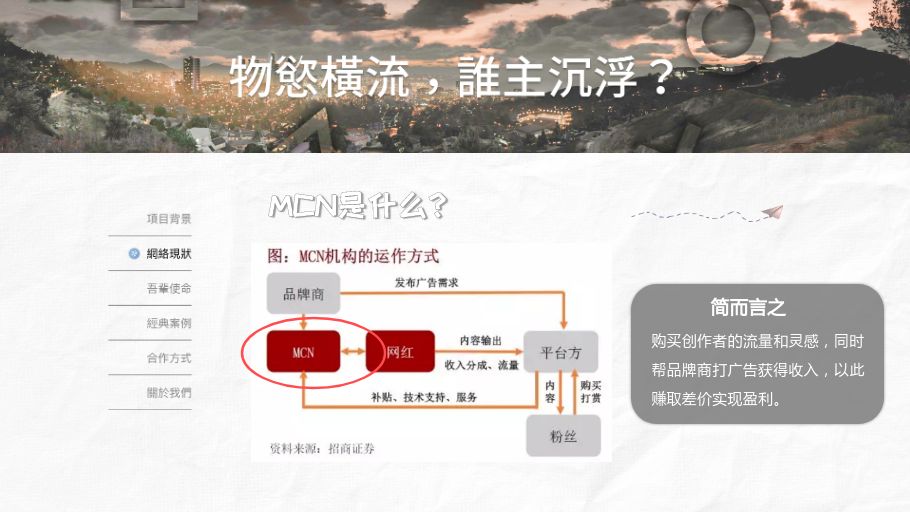 物慾橫流，誰主沉浮？
項目背景
網絡現狀
吾輩使命
經典案例
合作方式
關於我們
MCN是什么？
图：MCN机构的运作方式
品牌商
发布广告需求
MCN
网红
内容输出
收入分成、流量
平台方
补贴、技术支持、服务
内容
购买
打赏
粉丝
资料来源：招商证券
简而言之
购买创作者的流量和灵感，同时
帮品牌商打广告获得收入，以此
赚取差价实现盈利。